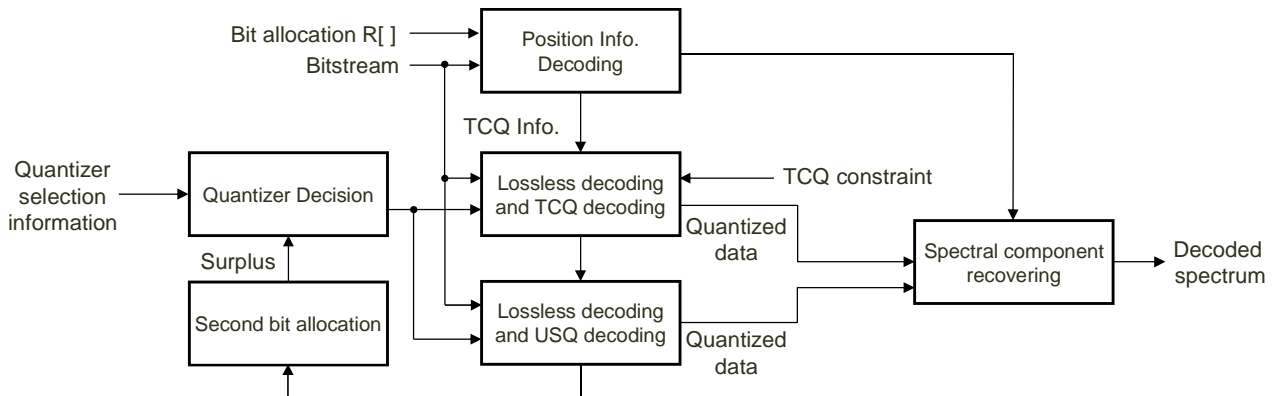 Bit allocation R[ ]
Bitstream
Position Info.
Decoding
TCQ Info.
Quantizer
selection
information
Quantizer Decision
Lossless decoding
and TCQ decoding
TCQ constraint
Quantized
data
Surplus
Second bit allocation
Lossless decoding
and USQ decoding
Quantized
data
Spectral component
recovering
Decoded
spectrum